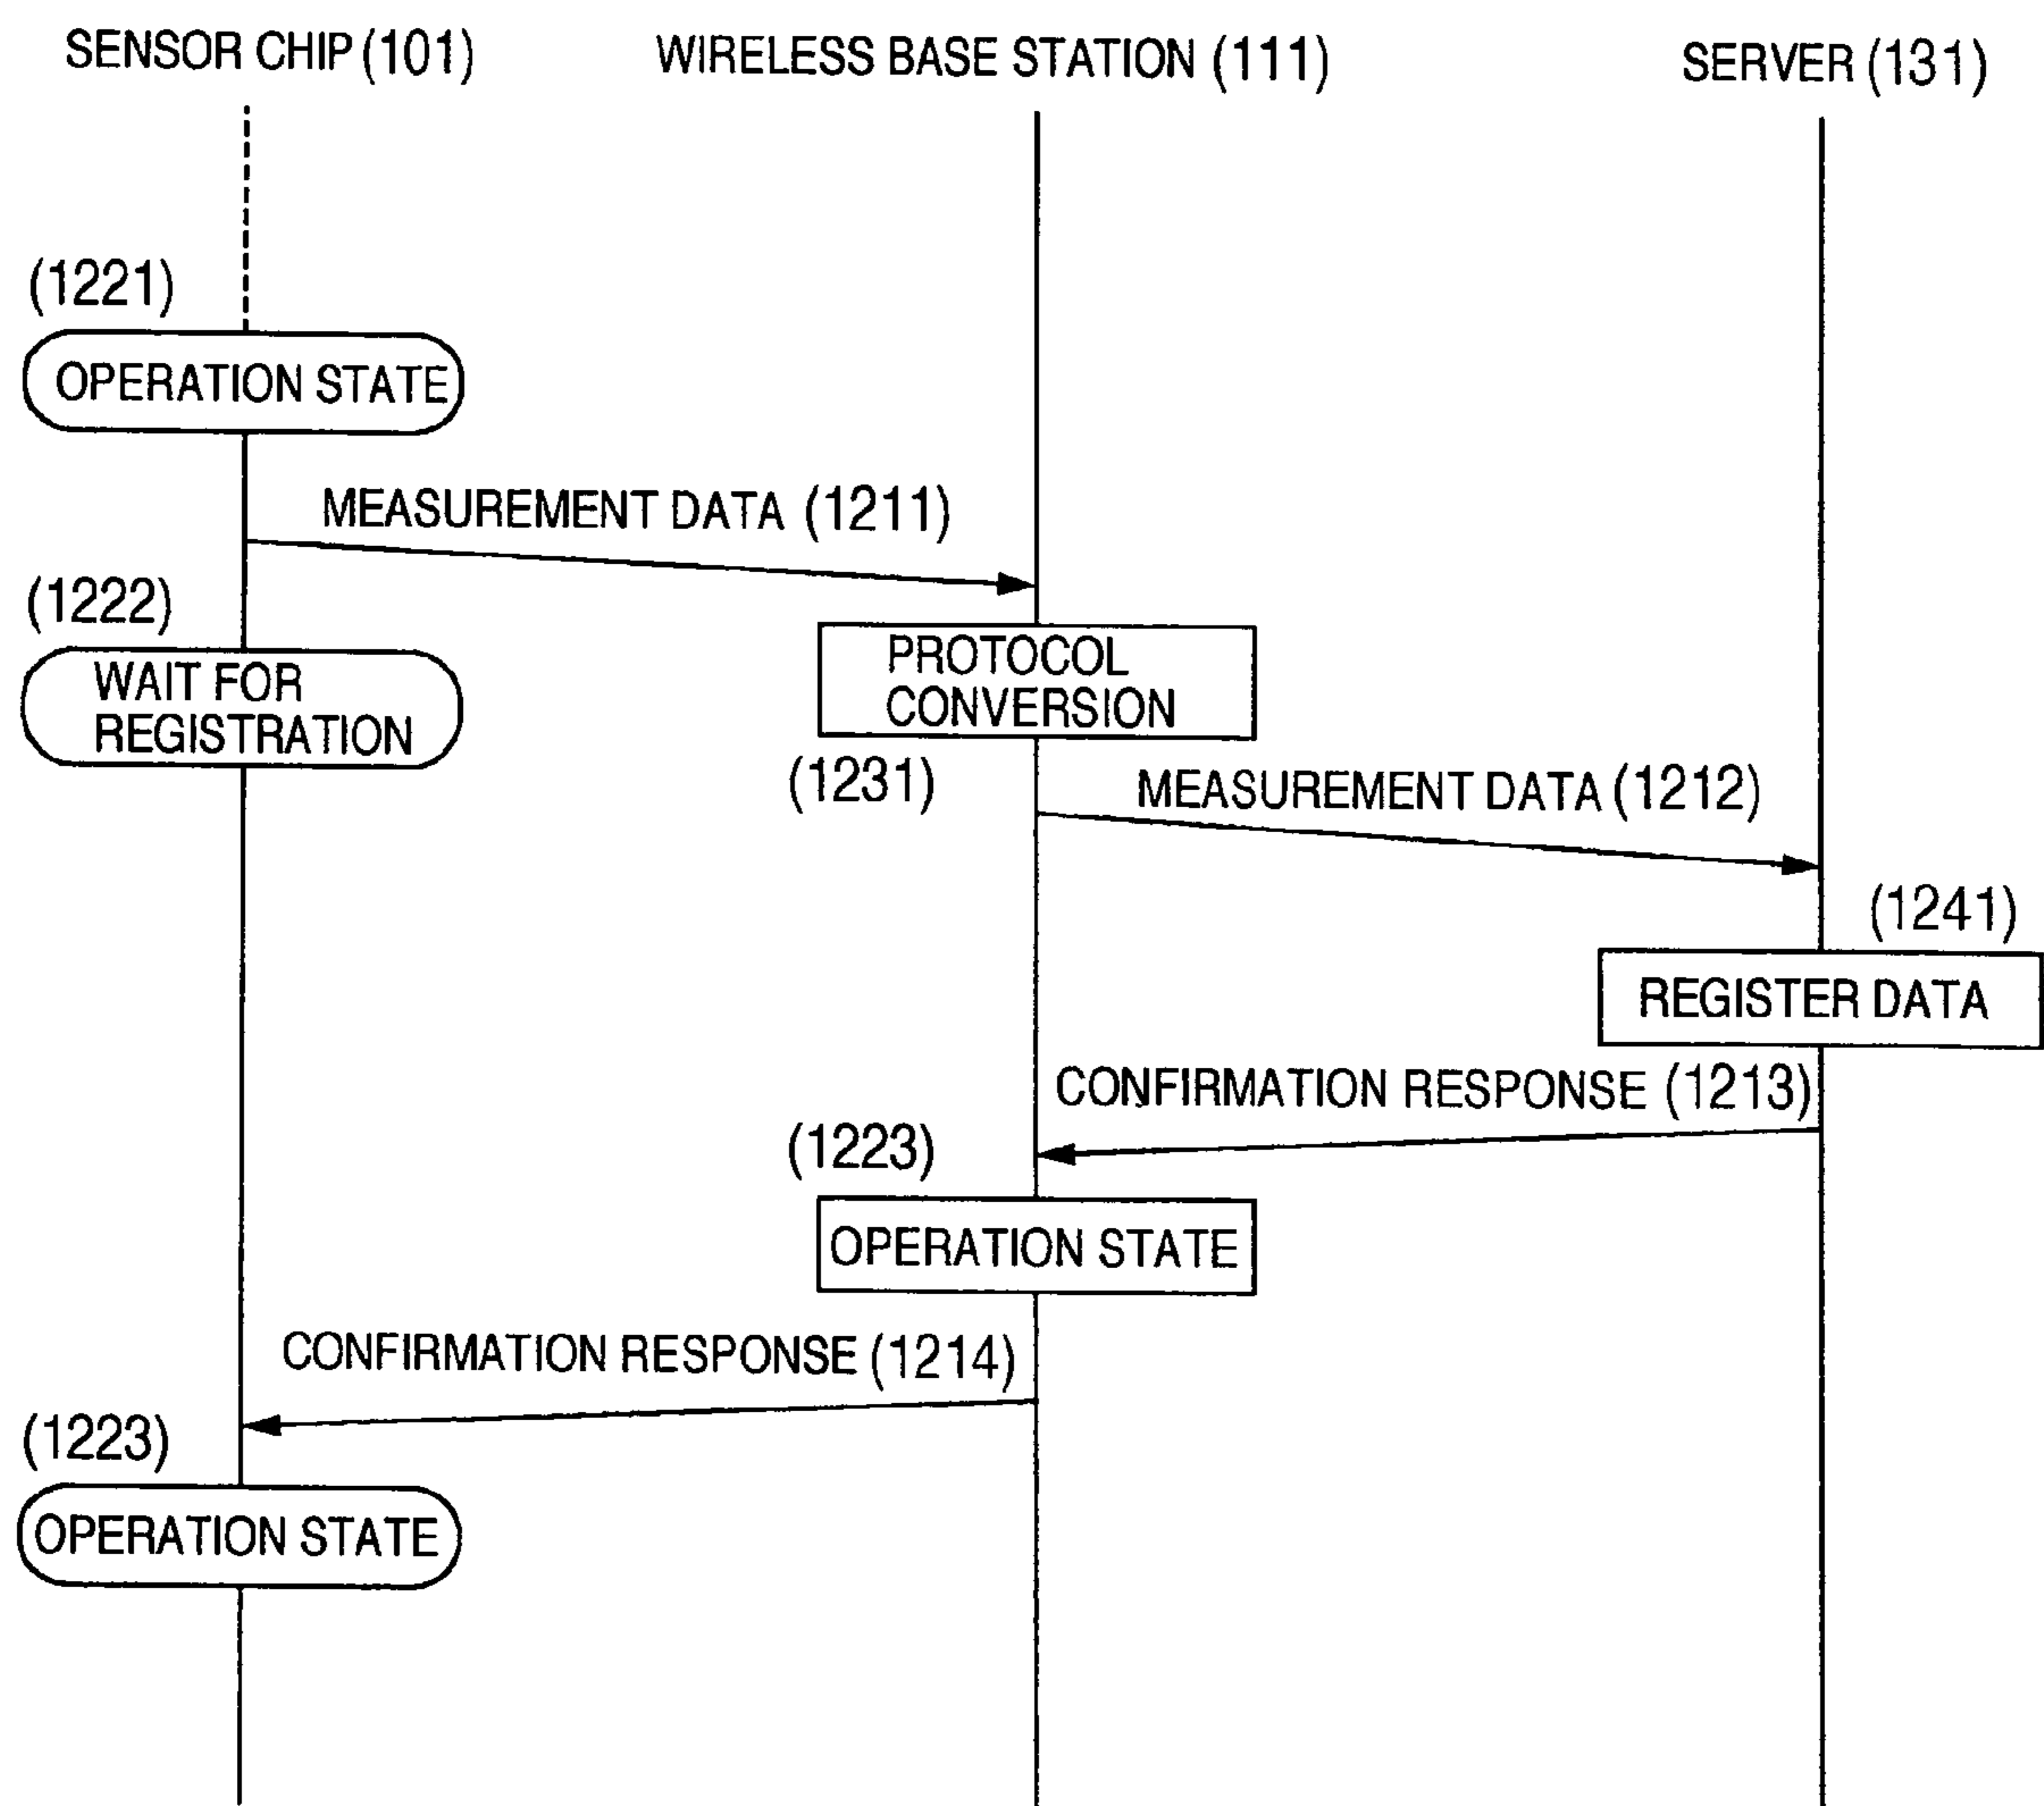 SENSOR CHIP (101)
WIRELESS BASE STATION (111)
SERVER (131)
(1221)
OPERATION STATE
MEASUREMENT DATA (1211)
(1222)
WAIT FOR
REGISTRATION
PROTOCOL
CONVERSION
(1231)
MEASUREMENT DATA (1212)
(1241)
REGISTER DATA
CONFIRMATION RESPONSE (1213)
(1223)
OPERATION STATE
CONFIRMATION RESPONSE (1214)
(1223)
OPERATION STATE